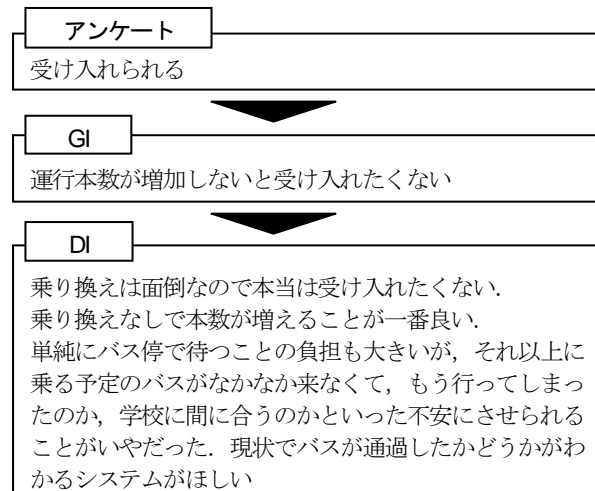 アンケート
受け入れられる
GI
運行本数が増加しないと受け入れたくない
DI
乗り換えは面倒なので本当は受け入れたくない．
乗り換えなしで本数が増えることが一番良い．
単純にバス停で待つことの負担も大きいが，それ以上に
乗る予定のバスがなかなか来なくて，もう行ってしまっ
たのか，学校に間に合うのかといった不安にさせられる
ことがいやだった．現状でバスが通過したかどうかがわ
かるシステムがほしい